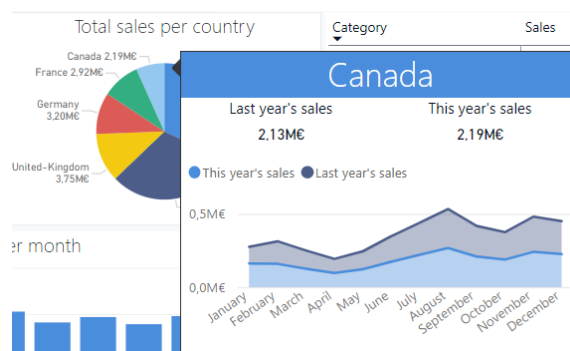 Total sales per country
Category
Sales
Canada 2,19M€
France 2,92M€
Germany
3,20M€
United-Kingdom
3,75M€
Canada
Last year's sales
This year's sales
2,13M€
2,19M€
This year's sales
Last year's sales
0,5M€
0,0M€
January
February
March
April
May
June
July
August
September
October
November
December
er month